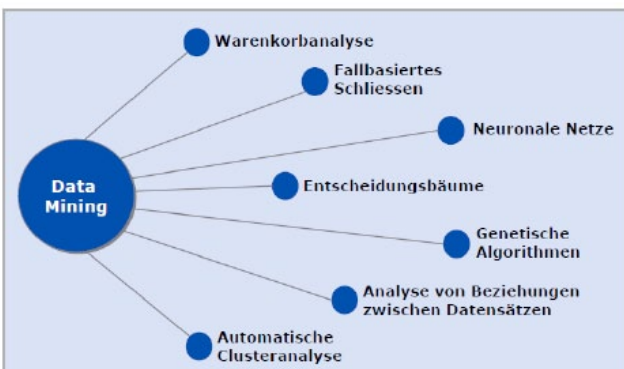 Warenkorbanalyse
Fallbasiertes
Schliessen
Neuronale Netze
Data
Mining
Entscheidungsbäume
Genetische
Algorithmen
Analyse von Beziehungen
zwischen Datensätzen
Automatische
Clusteranalyse